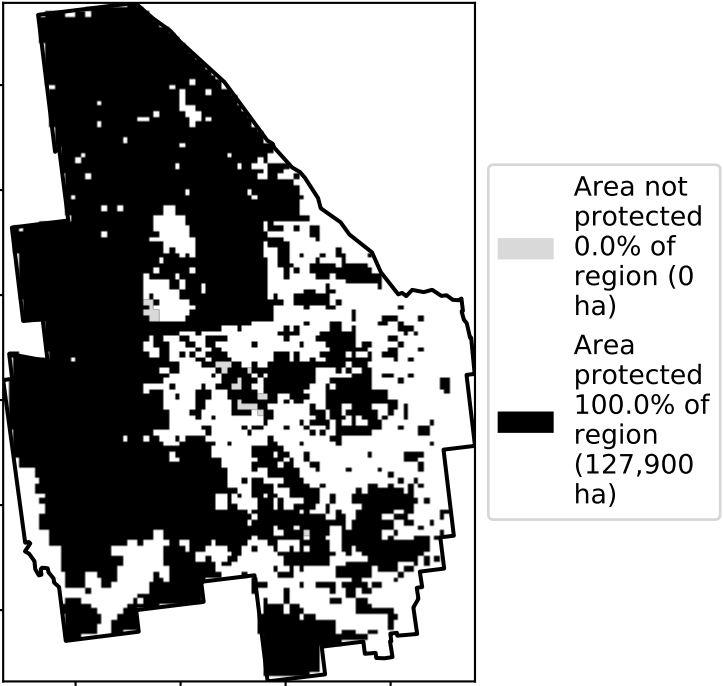 Area not
protected
0.0% of
region (0
ha)
Area
protected
100.0% of
region
(127,900
ha)